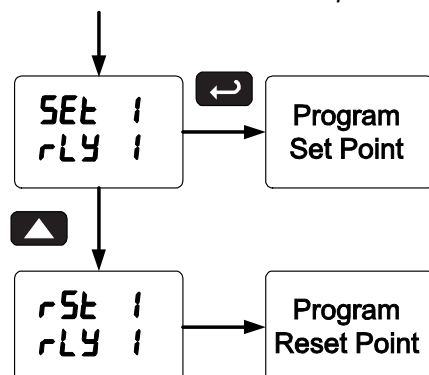 SEt 1
rLY 1
Program
Set Point
rSt 1
rLY 1
Program
Reset Point